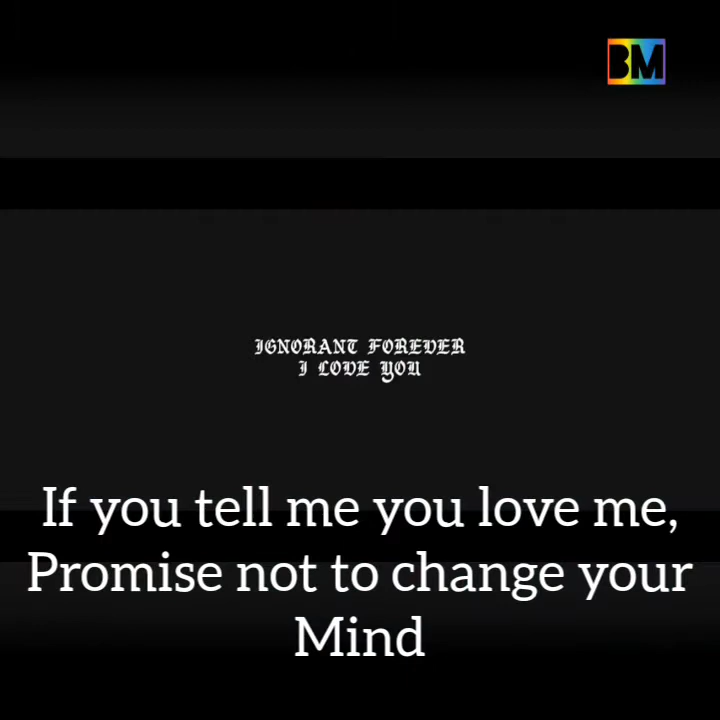 BM
IGNORANT FOREVER
I LOVE YOU
If you tell me you love me,
Promise not to change your
Mind